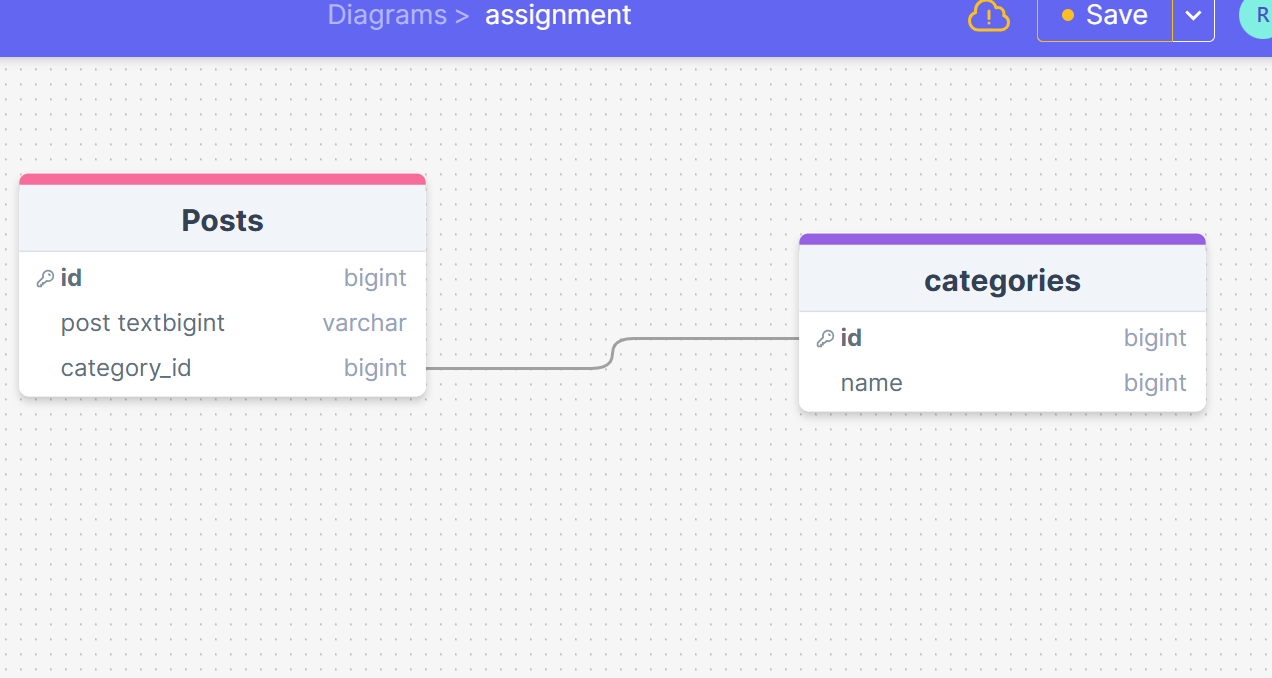 Diagrams > assignment
Save
R
Posts
id bigint
post textbigint varchar
category_id bigint
categories
id bigint
name bigint